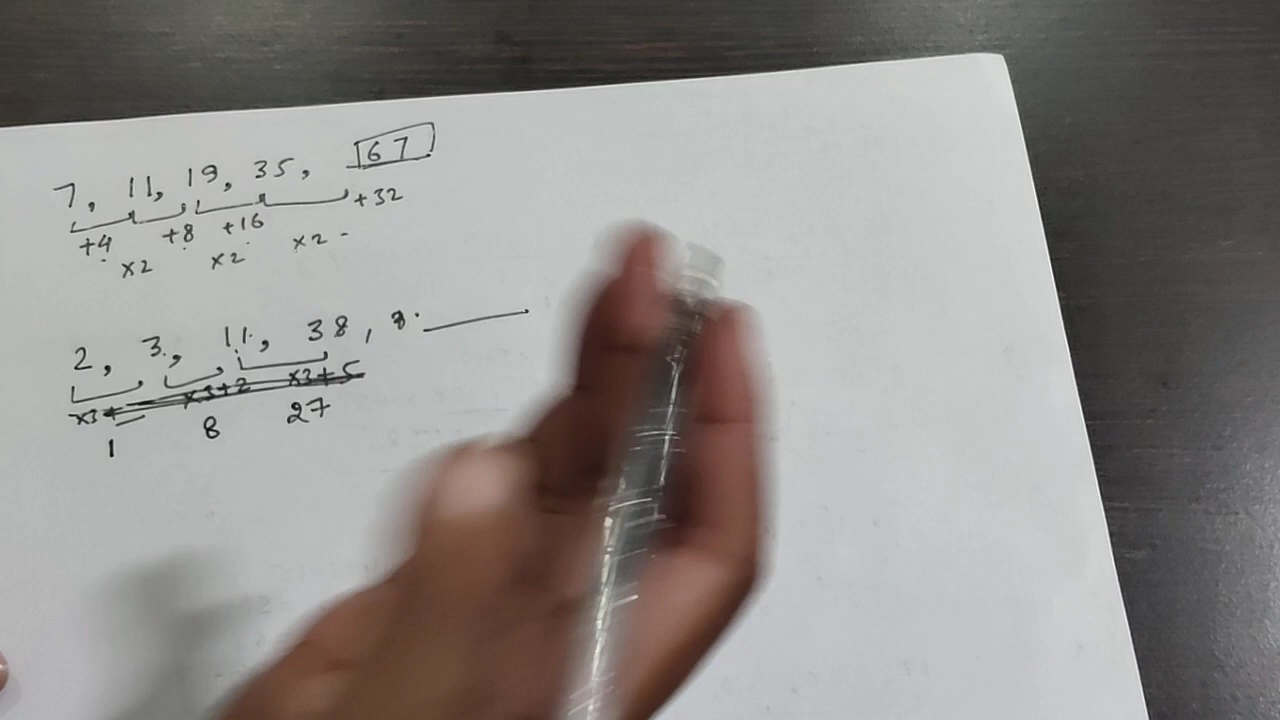 7, 11, 19, 35, 67
+4 +8 +16 +32
×2 ×2 ×2
2, 3, 11, 38,
×3+ ×3+2 ×3+5
1 8 27